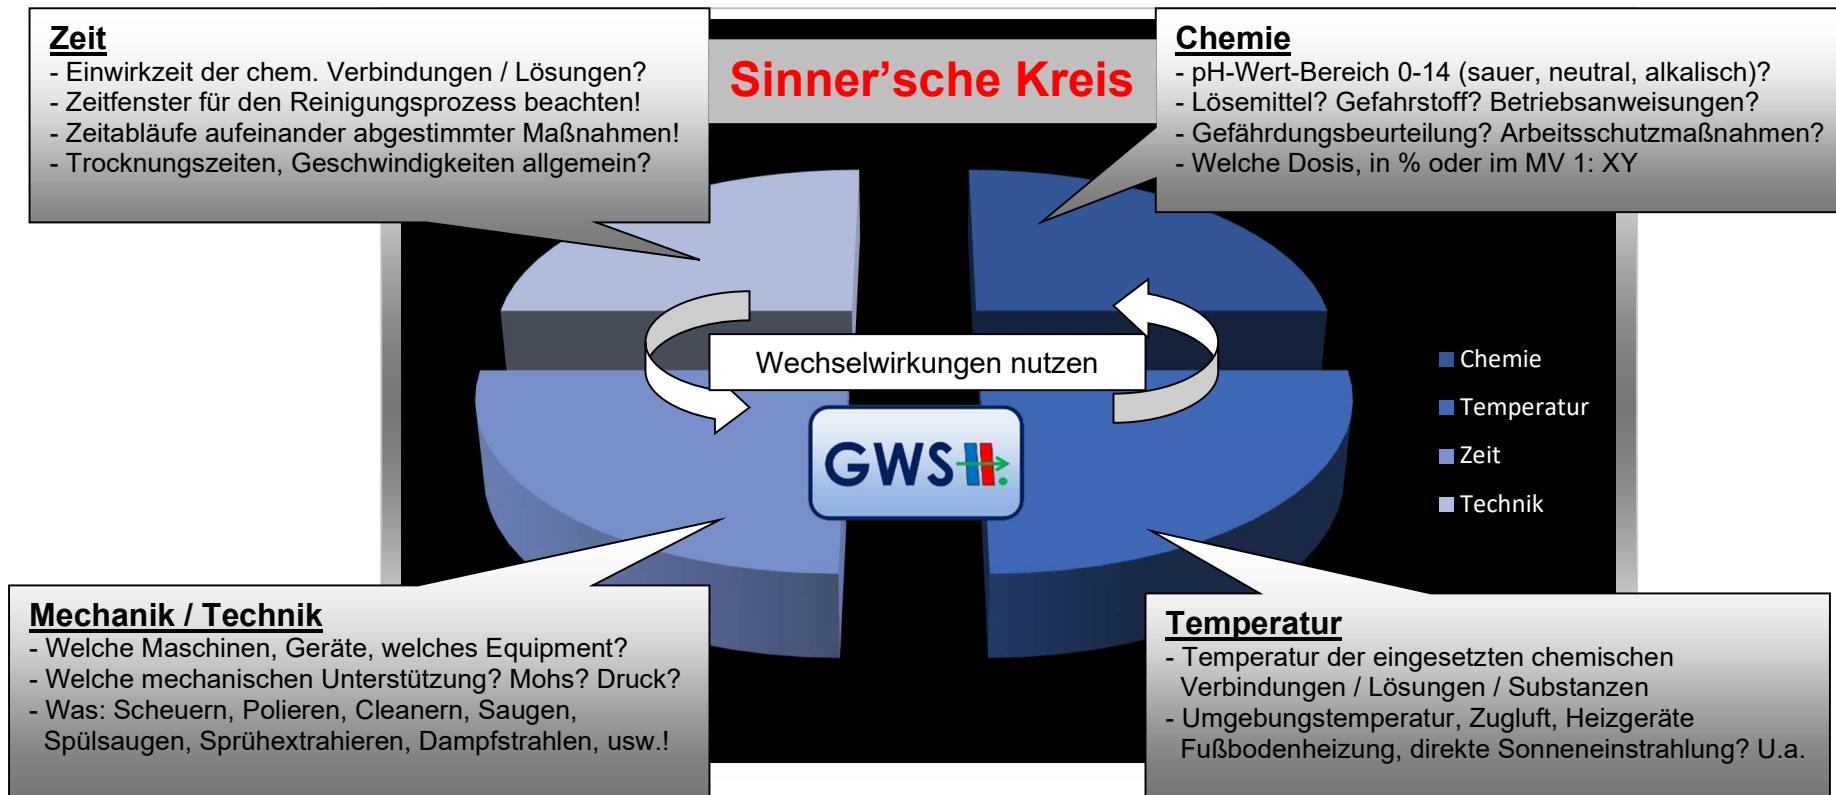 Zeit
- Einwirkzeit der chem. Verbindungen / Lösungen?
- Zeitfenster für den Reinigungsprozess beachten!
- Zeitabläufe aufeinander abgestimmter Maßnahmen!
- Trocknungszeiten, Geschwindigkeiten allgemein?
Sinner'sche Kreis
Chemie
- pH-Wert-Bereich 0-14 (sauer, neutral, alkalisch)?
- Lösemittel? Gefahrstoff? Betriebsanweisungen?
- Gefährdungsbeurteilung? Arbeitsschutzmaßnahmen?
- Welche Dosis, in % oder im MV 1: XY
Wechselwirkungen nutzen
GWS
Chemie
Temperatur
Zeit
Technik
Mechanik / Technik
- Welche Maschinen, Geräte, welches Equipment?
- Welche mechanischen Unterstützung? Mohs? Druck?
- Was: Scheuern, Polieren, Cleanern, Saugen,
Spülsaugen, Sprühextrahieren, Dampfstrahlen, usw.!
Temperatur
- Temperatur der eingesetzten chemischen
Verbindungen / Lösungen / Substanzen
- Umgebungstemperatur, Zugluft, Heizgeräte
Fußbodenheizung, direkte Sonneneinstrahlung? U.a.